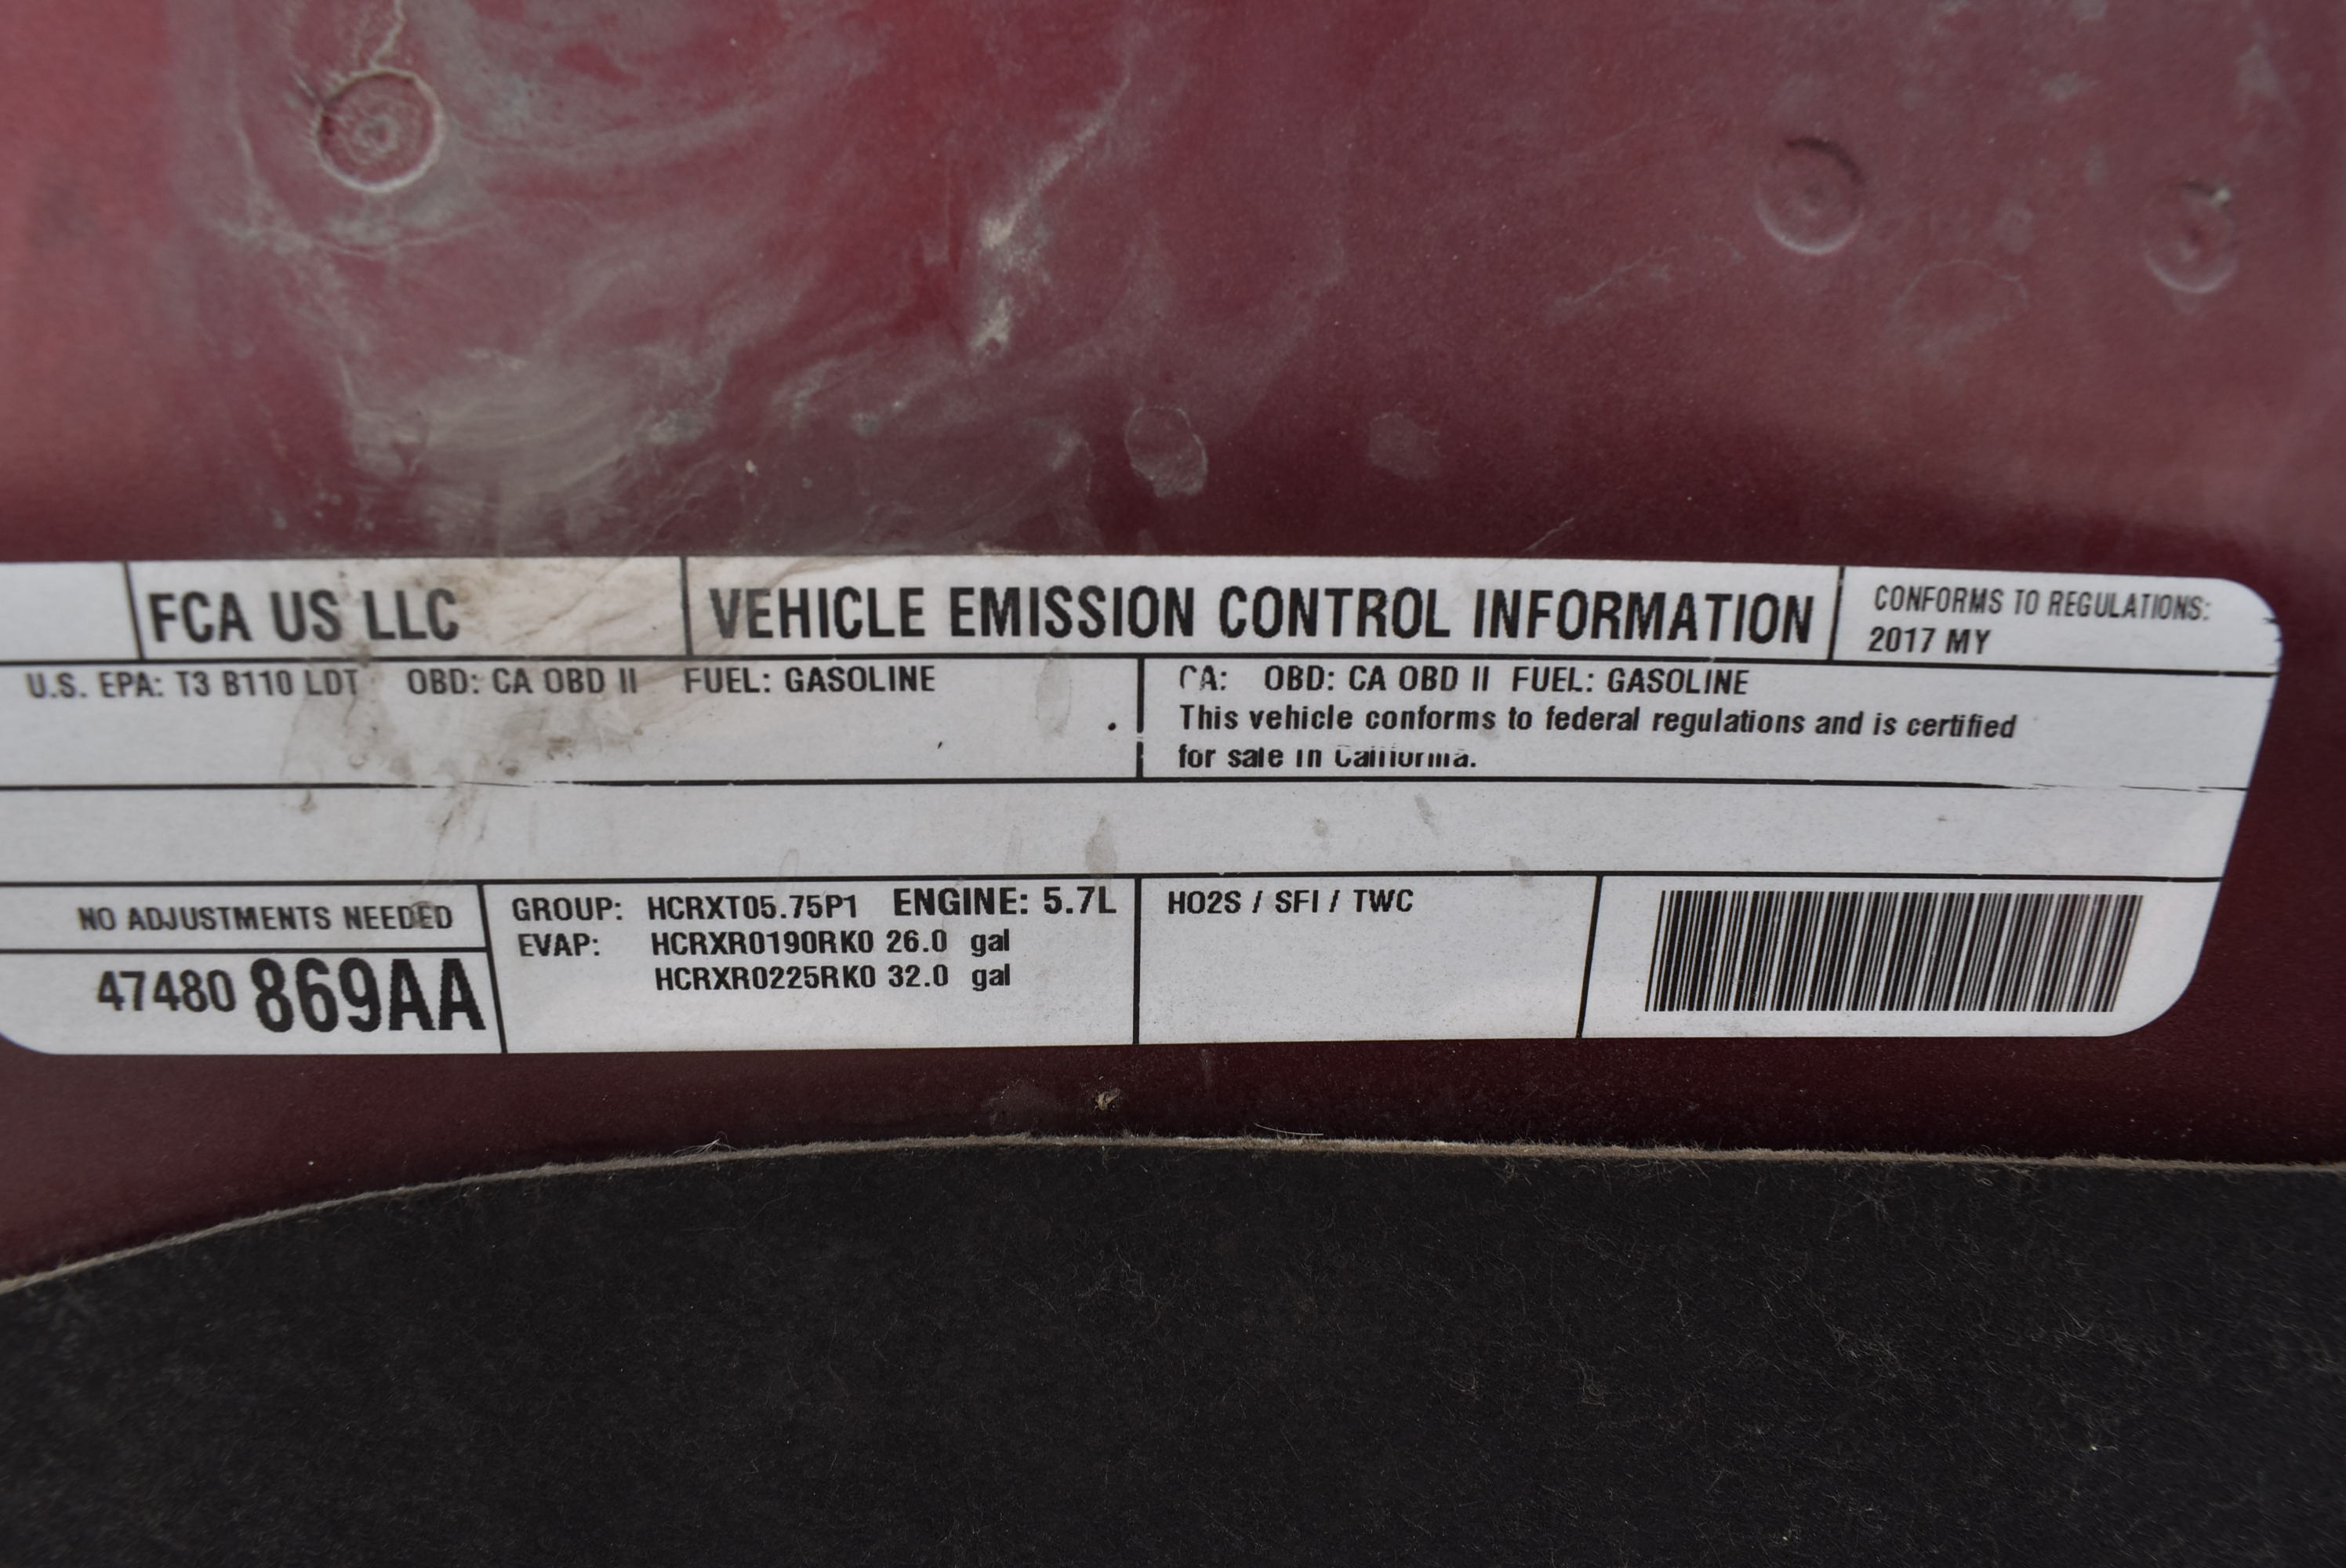 FCA US LLC
VEHICLE EMISSION CONTROL INFORMATION
CONFORMS TO REGULATIONS:
2017 MY
U.S. EPA: T3 B110 LDT OBD: CA OBD II FUEL: GASOLINE
CA: OBD: CA OBD II FUEL: GASOLINE
This vehicle conforms to federal regulations and is certified
for sale in California.
NO ADJUSTMENTS NEEDED
47480 869AA
GROUP: HCRXT05.75P1 ENGINE: 5.7L
EVAP: HCRXR0190RK0 26.0 gal
HCRXR0225RK0 32.0 gal
HO2S / SFI / TWC